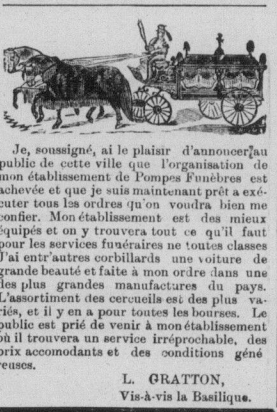 Je, soussigné, ai le plaisir d'annoncer au
public de cette ville que l'organisation de
mon établissement de Pompes Funèbres est
achevée et que je suis maintenant prêt a exé-
cuter tous les ordres qu'on voudra bien me
confier. Mon établissement est des mieux
équipés et on y trouvera tout ce qu'il faut
pour les services funéraires ne toutes classes
J'ai entr'autres corbillards une voiture de
grande beauté et faite à mon ordre dans une
des plus grandes manufactures du pays.
L'assortiment des cercueils est des plus va-
riés, et il y en a pour toutes les bourses. Le
public est prié de venir à mon établissement
où il trouvera un service irréprochable, des
prix accomodants et des conditions géné
reuses.
L. GRATTON,
Vis-à-vis la Basilique.